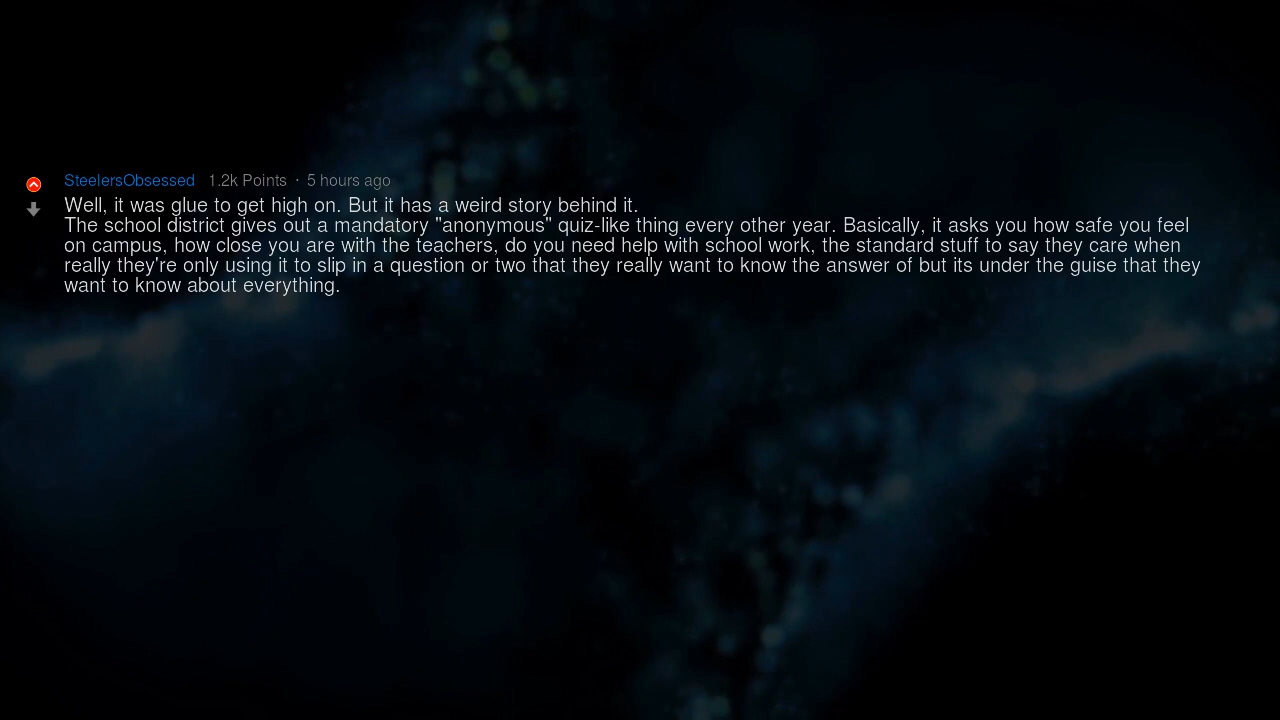 SteelersObsessed 1.2k Points · 5 hours ago
Well, it was glue to get high on. But it has a weird story behind it.
The school district gives out a mandatory "anonymous" quiz-like thing every other year. Basically, it asks you how safe you feel
on campus, how close you are with the teachers, do you need help with school work, the standard stuff to say they care when
really they're only using it to slip in a question or two that they really want to know the answer of but its under the guise that they
want to know about everything.